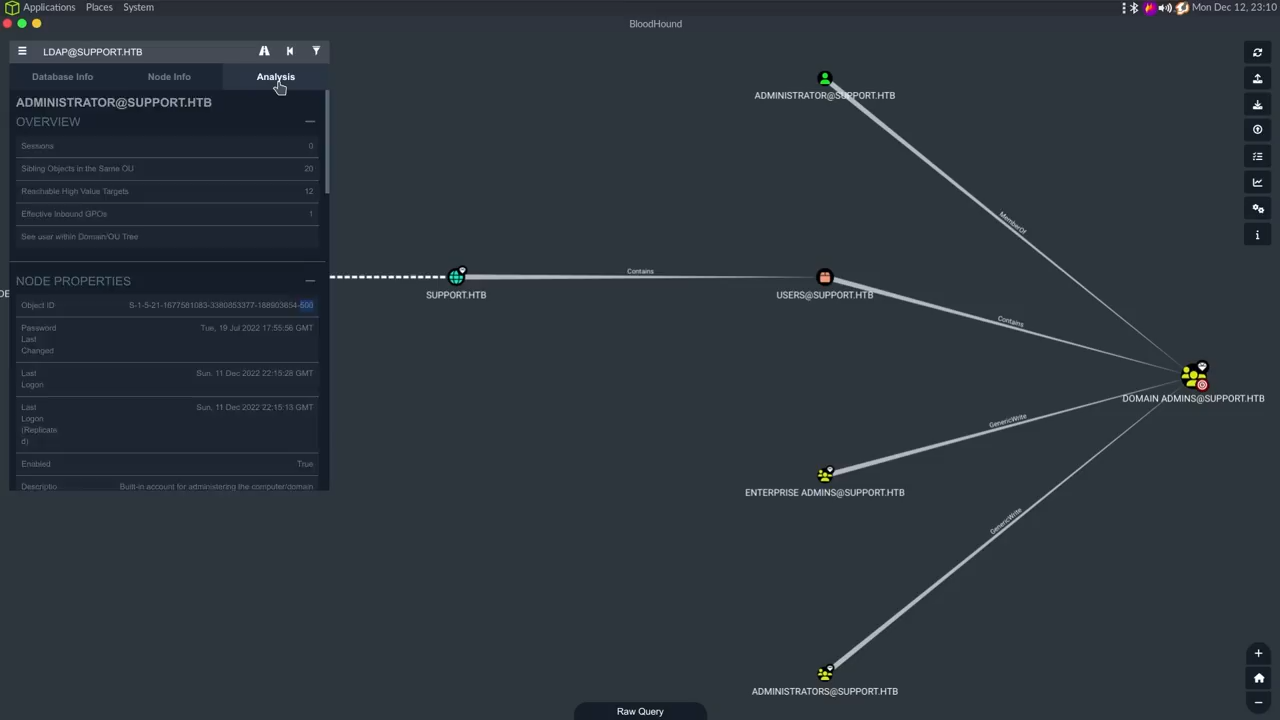 Applications Places System
Mon Dec 12, 23:10
BloodHound
LDAP@SUPPORT.HTB
Database Info Node Info Analysis
ADMINISTRATOR@SUPPORT.HTB
OVERVIEW
Sessions 0
Sibling Objects in the Same OU 20
Reachable High Value Targets 12
Effective Inbound GPOs 1
See user within Domain/OU Tree
NODE PROPERTIES
Object ID S-1-5-21-1677581083-3380853377-188903654-500
Password Tue, 19 Jul 2022 17:55:56 GMT
Last
Changed
Last Sun, 11 Dec 2022 22:15:28 GMT
Logon
Last Sun, 11 Dec 2022 22:15:13 GMT
Logon
(Replicate
d)
Enabled True
Descriptio Built-in account for administering the computer/domain
ADMINISTRATOR@SUPPORT.HTB
MemberOf
Contains
SUPPORT.HTB
USERS@SUPPORT.HTB
Contains
DE
DOMAIN ADMINS@SUPPORT.HTB
GenericWrite
ENTERPRISE ADMINS@SUPPORT.HTB
GenericWrite
ADMINISTRATORS@SUPPORT.HTB
Raw Query